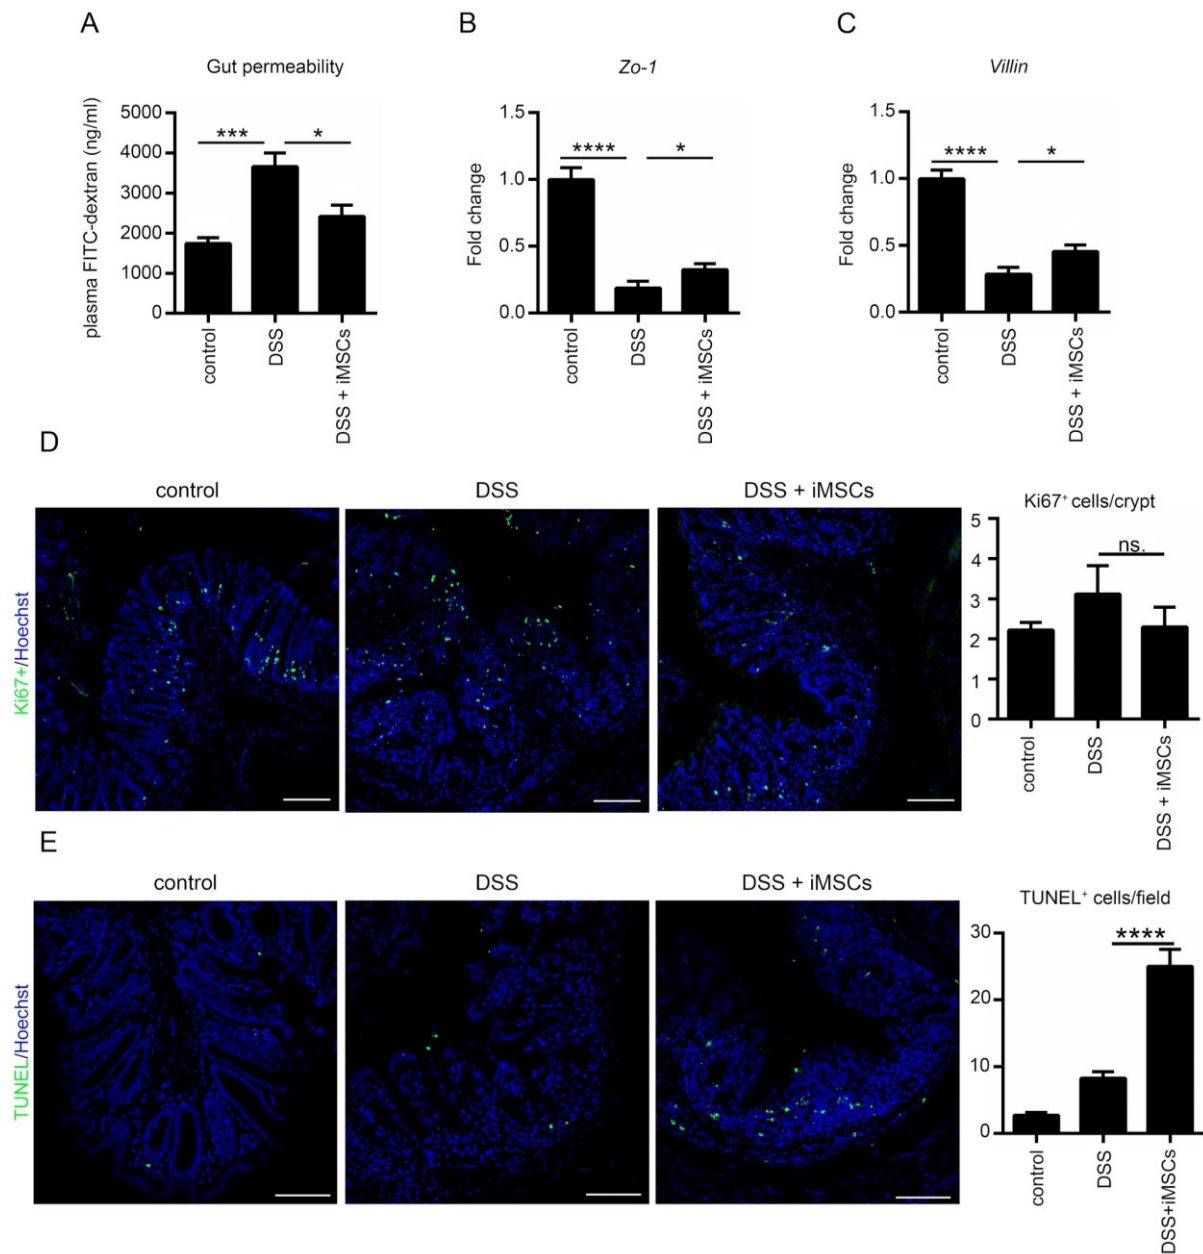 A
Gut permeability
plasma FITC-dextran (ng/ml)
5000
4000
3000
2000
1000
0
***
*
control
DSS
DSS + iMSCs
B
Zo-1
Fold change
1.5
1.0
0.5
0.0
****
*
control
DSS
DSS + iMSCs
C
Villin
Fold change
1.5
1.0
0.5
0.0
****
*
control
DSS
DSS + iMSCs
D
control
DSS
DSS + iMSCs
Ki67+/Hoechst
Ki67⁺ cells/crypt
5
4
3
2
1
0
ns.
control
DSS
DSS + iMSCs
E
control
DSS
DSS + iMSCs
TUNEL/Hoechst
TUNEL⁺ cells/field
30
20
10
0
****
control
DSS
DSS+iMSCs